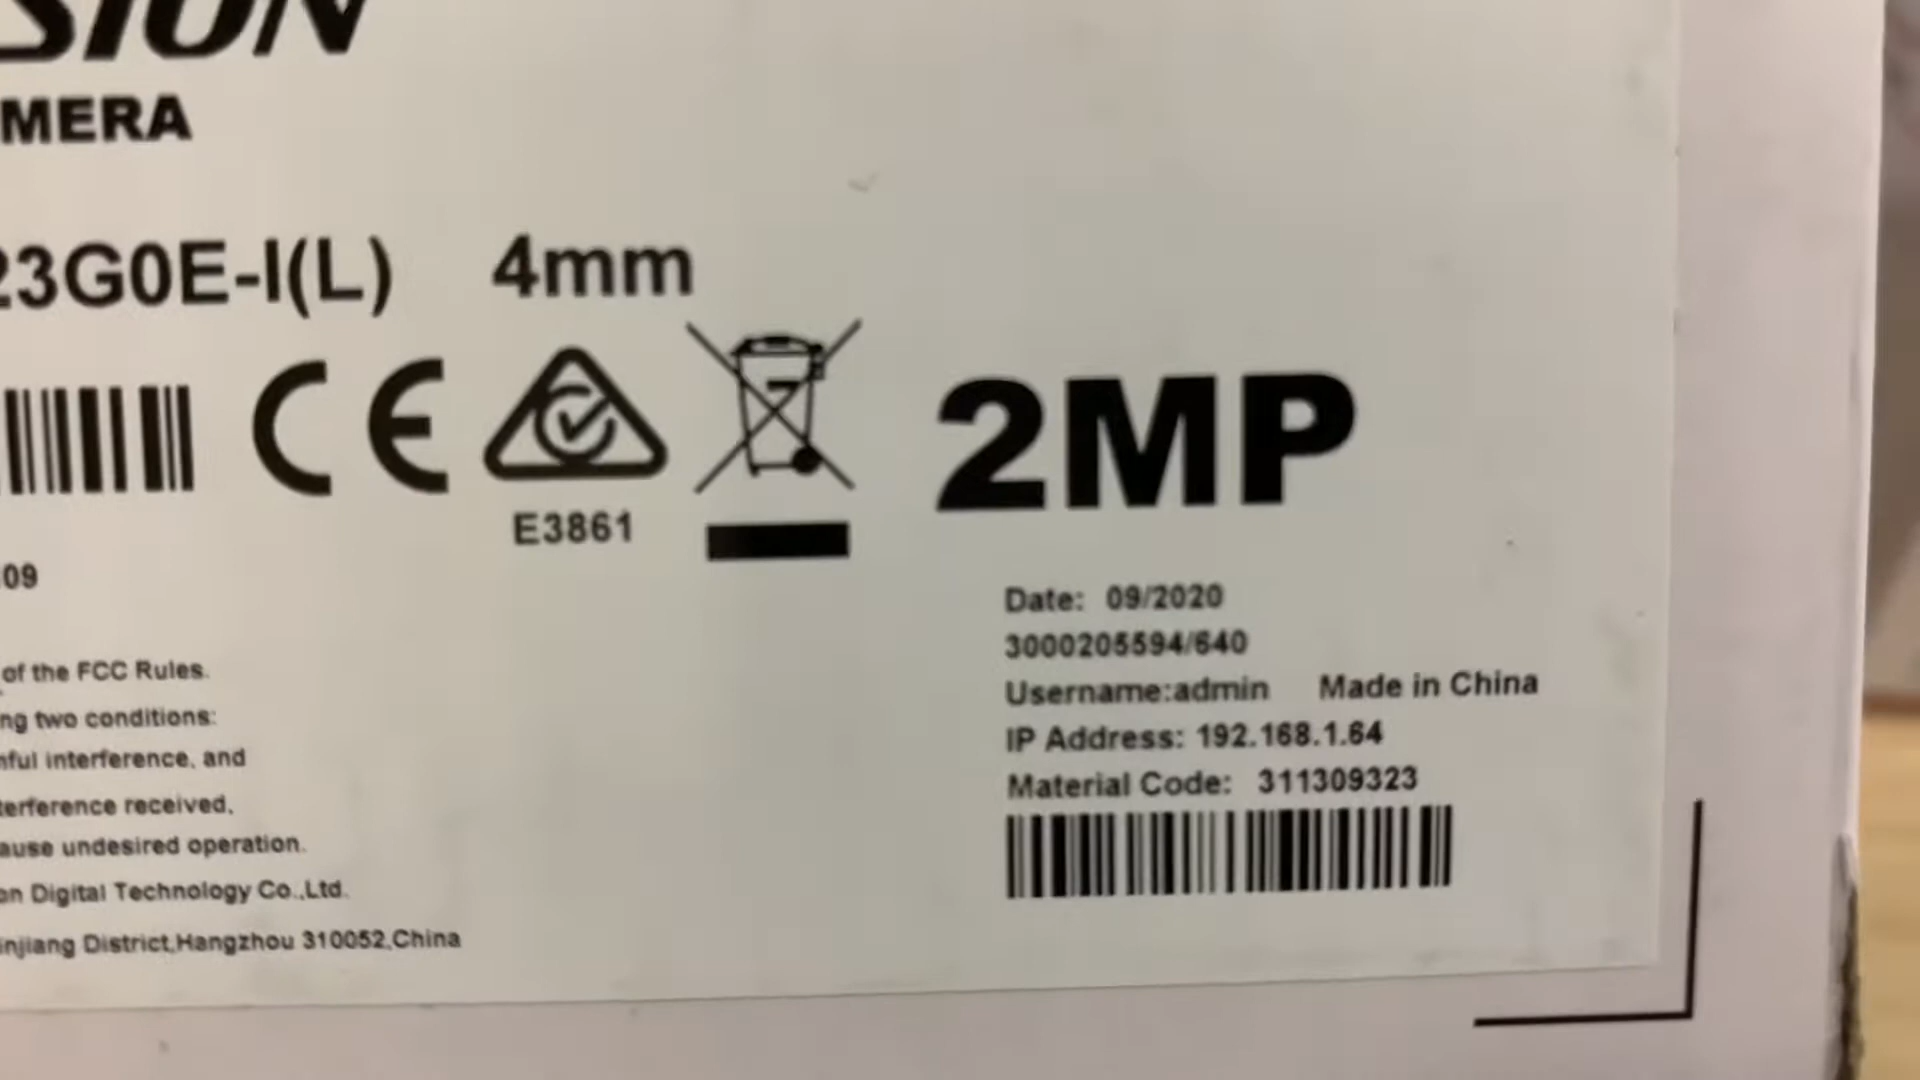 SION
MERA
23G0E-I(L) 4mm
CE
E3861
2MP
09
Date: 09/2020
3000205594/640
Username:admin Made in China
IP Address: 192.168.1.64
Material Code: 311309323
of the FCC Rules.
ng two conditions:
ful interference, and
terference received,
ause undesired operation.
on Digital Technology Co.,Ltd.
injiang District,Hangzhou 310052,China